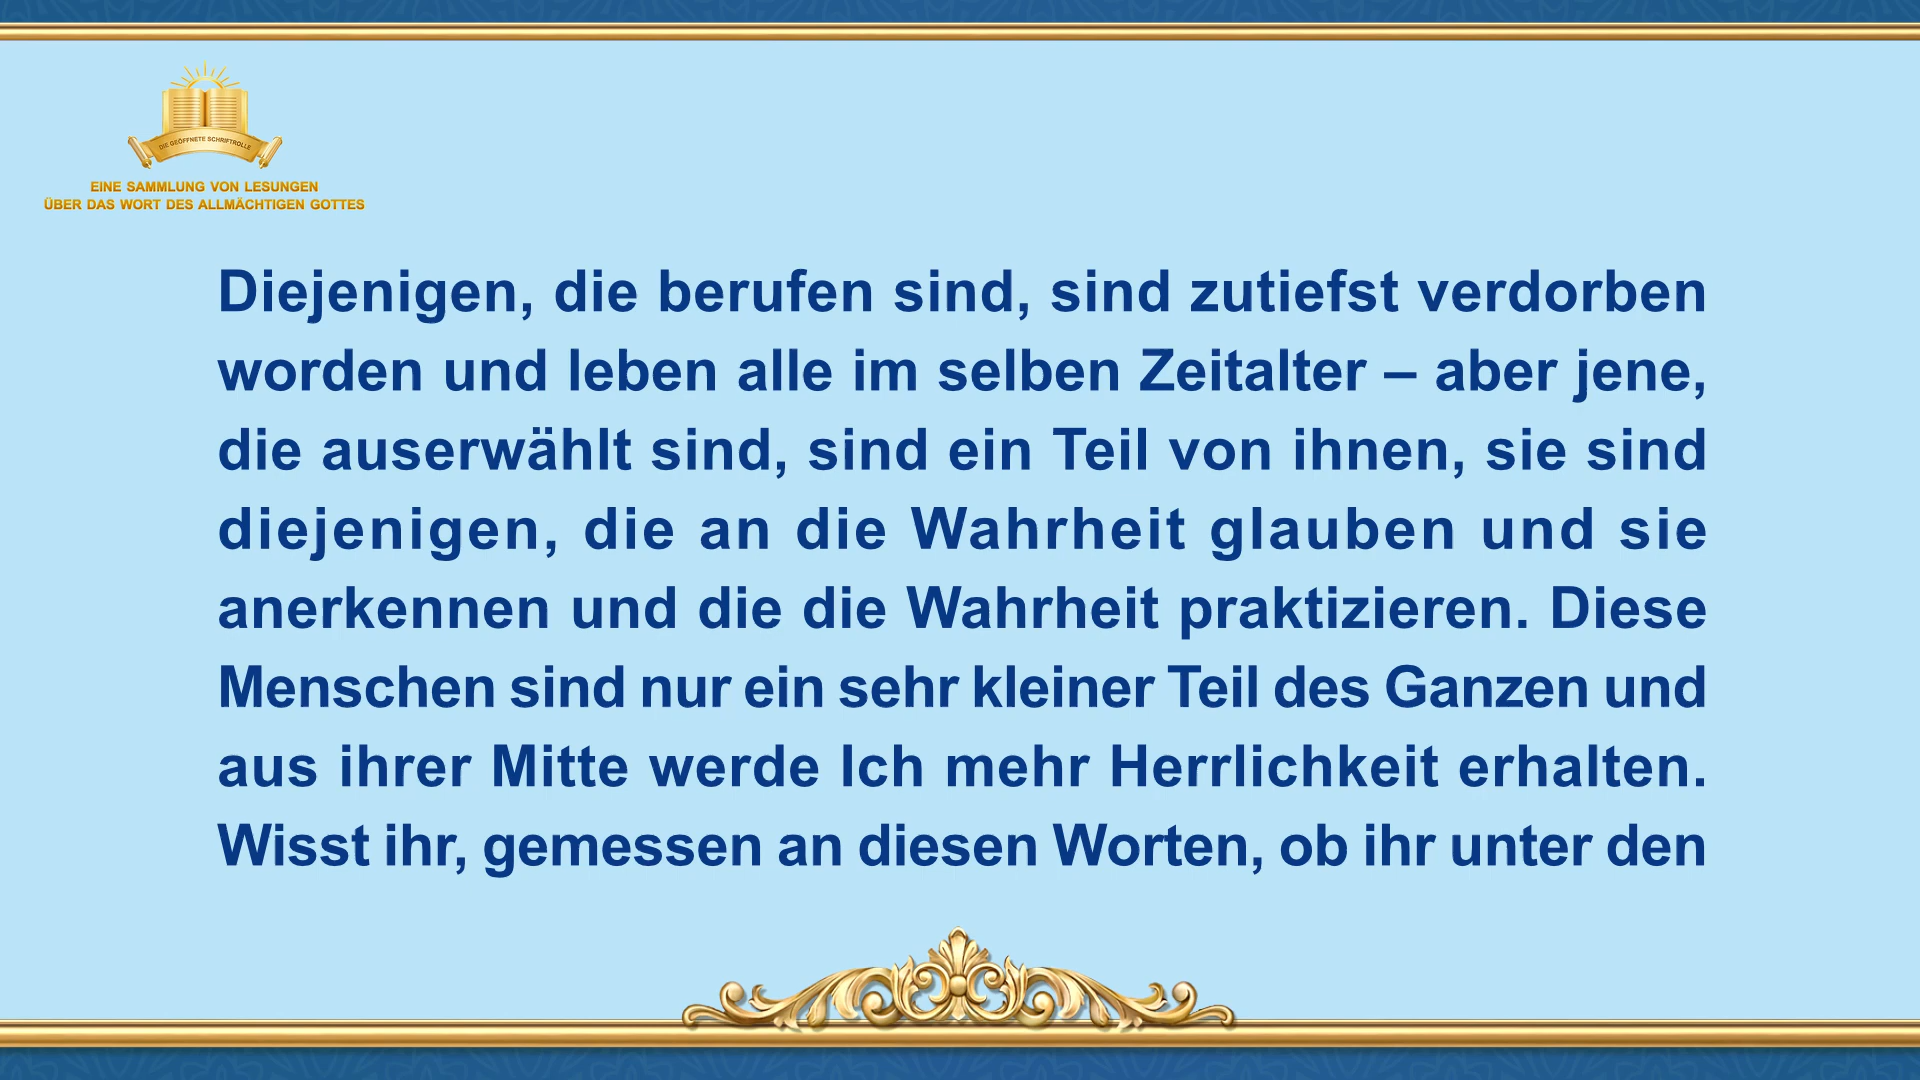 DIE GEÖFFNETE SCHRIFTROLLE
EINE SAMMLUNG VON LESUNGEN
ÜBER DAS WORT DES ALLMÄCHTIGEN GOTTES
Diejenigen, die berufen sind, sind zutiefst verdorben
worden und leben alle im selben Zeitalter – aber jene,
die auserwählt sind, sind ein Teil von ihnen, sie sind
diejenigen, die an die Wahrheit glauben und sie
anerkennen und die die Wahrheit praktizieren. Diese
Menschen sind nur ein sehr kleiner Teil des Ganzen und
aus ihrer Mitte werde Ich mehr Herrlichkeit erhalten.
Wisst ihr, gemessen an diesen Worten, ob ihr unter den